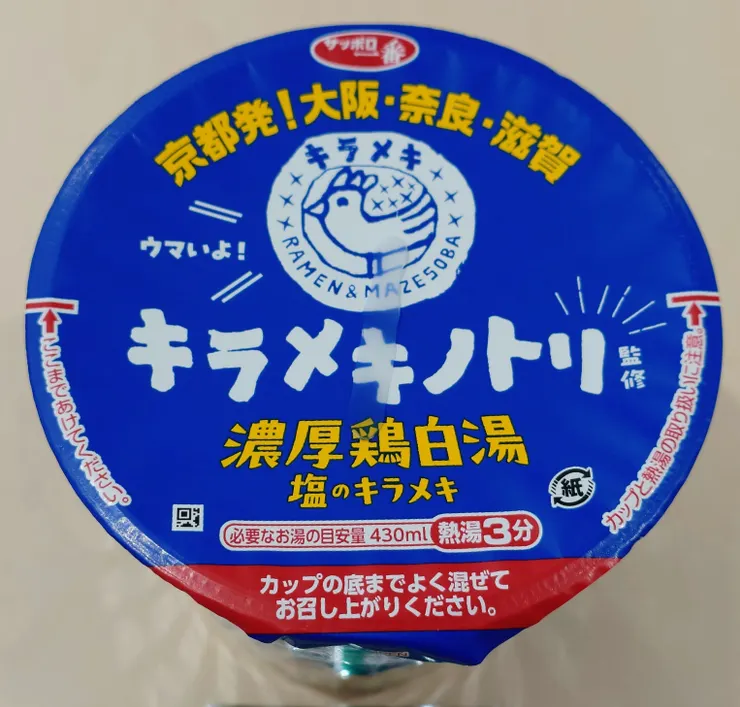 サッポロ一番
京都発!大阪・奈良・滋賀
キラメキ
RAMEN & MAZESOBA
ウマいよ!
キラメキノトリ監修
濃厚鶏白湯
塩のキラメキ
ここまであけてください。
カップと熱湯の取り扱いに注意。
紙
必要なお湯の目安量 430ml 熱湯3分
カップの底までよく混ぜて
お召し上がりください。